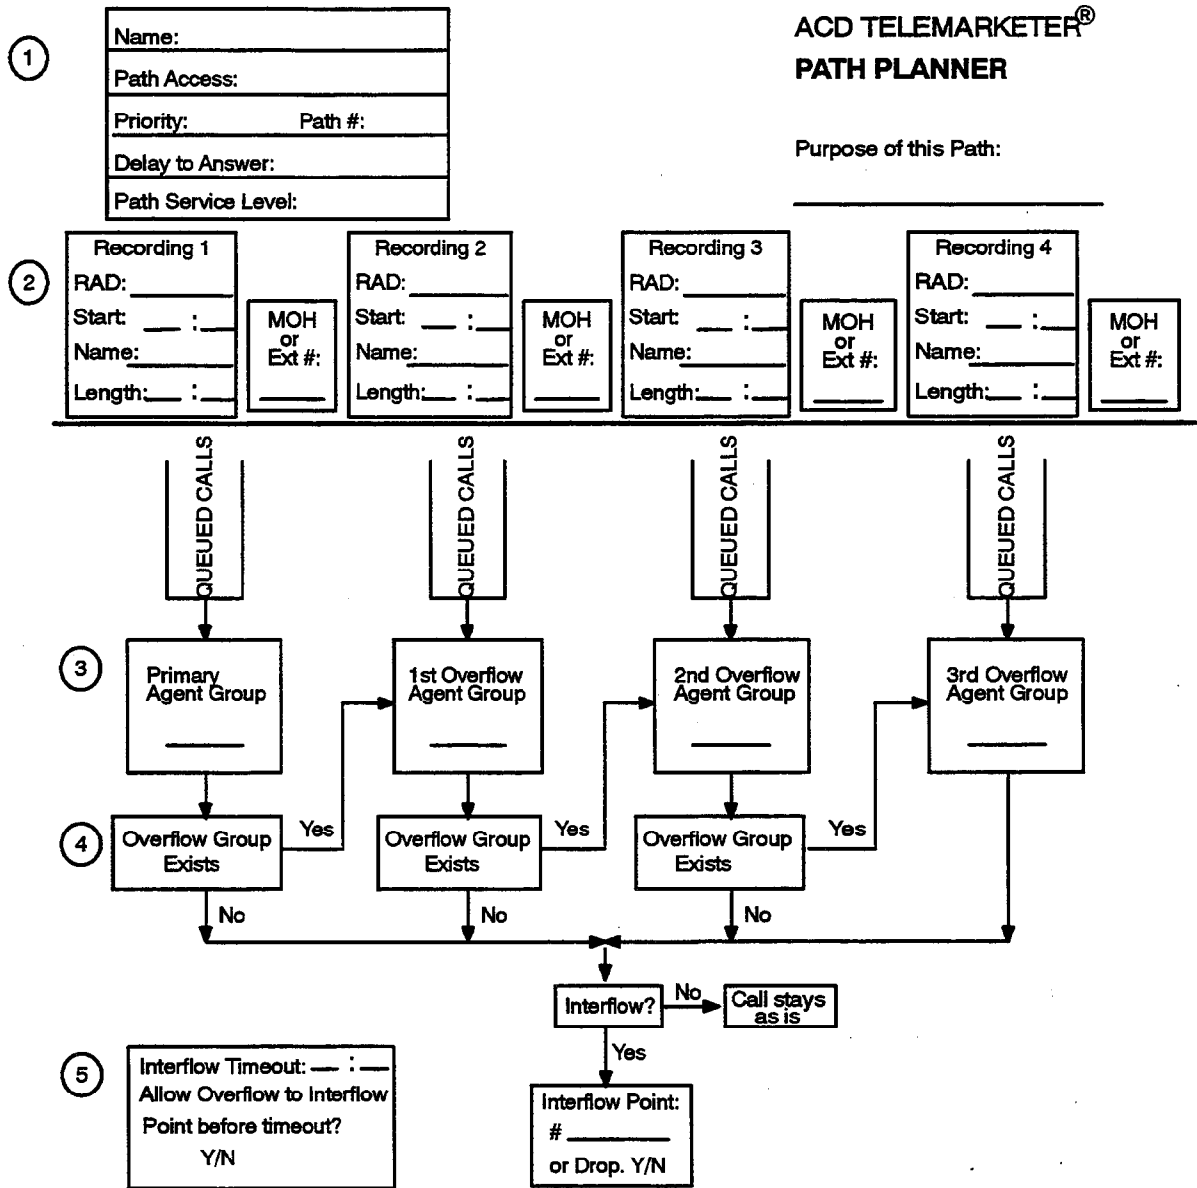 ACD TELEMARKETER®
PATH PLANNER
Purpose of this Path:
1
Name:
Path Access:
Priority: Path #:
Delay to Answer:
Path Service Level:
2
Recording 1
RAD:
Start: :
Name:
Length: :
MOH
or
Ext #:
Recording 2
RAD:
Start: :
Name:
Length: :
MOH
or
Ext #:
Recording 3
RAD:
Start: :
Name:
Length: :
MOH
or
Ext #:
Recording 4
RAD:
Start: :
Name:
Length: :
MOH
or
Ext #:
QUEUED CALLS
QUEUED CALLS
QUEUED CALLS
QUEUED CALLS
3
Primary
Agent Group
1st Overflow
Agent Group
2nd Overflow
Agent Group
3rd Overflow
Agent Group
4
Overflow Group
Exists
Yes
Overflow Group
Exists
Yes
Overflow Group
Exists
Yes
No
No
No
Interflow?
No
Call stays
as is
Yes
5
Interflow Timeout: :
Allow Overflow to Interflow
Point before timeout?
Y/N
Interflow Point:
#
or Drop. Y/N